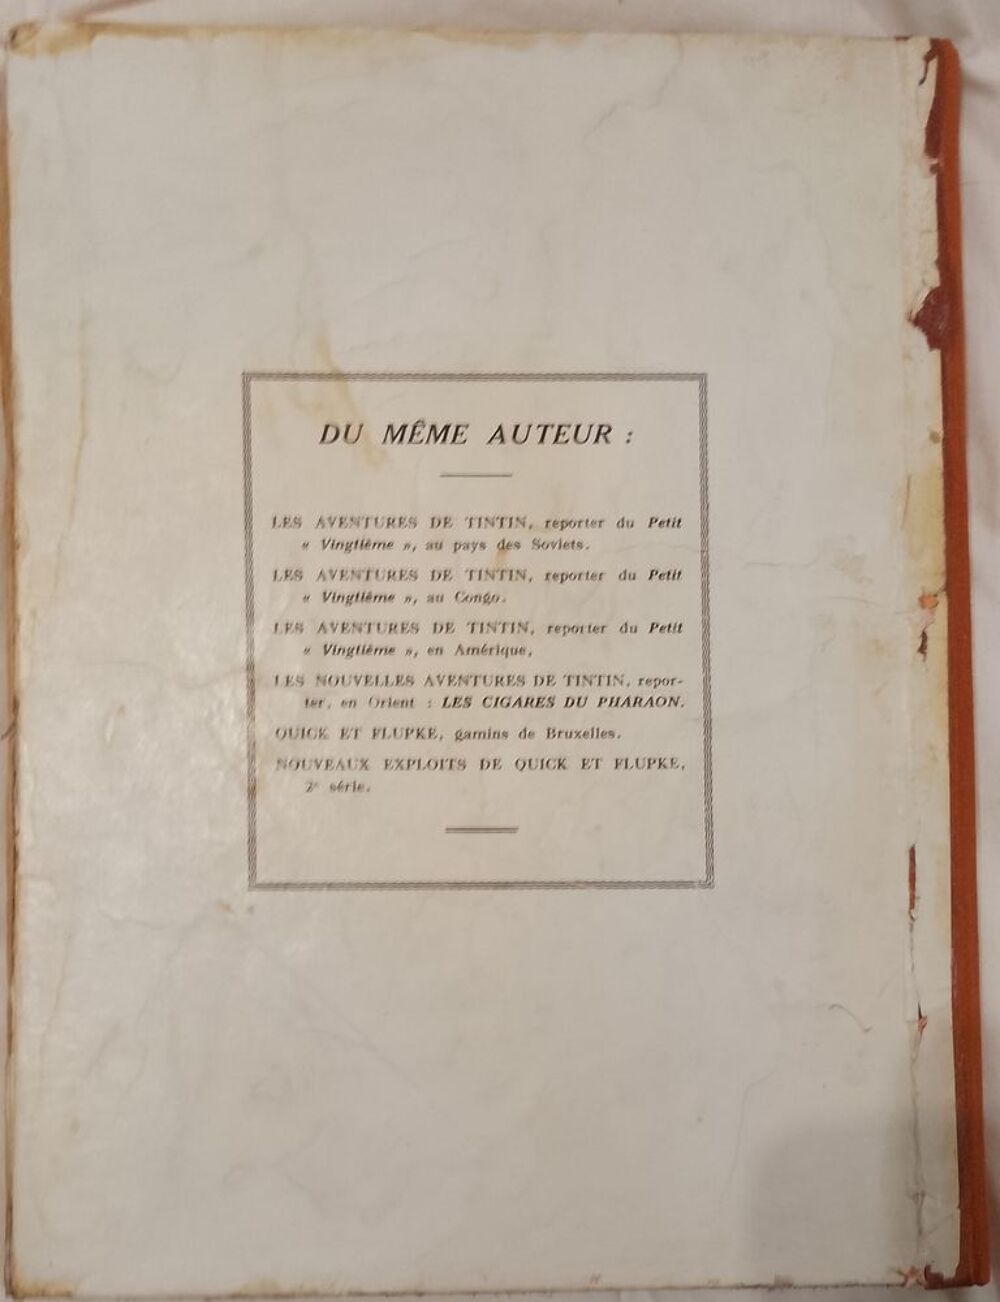 DU MÊME AUTEUR :
LES AVENTURES DE TINTIN, reporter du Petit
« Vingtième », au pays des Soviets.
LES AVENTURES DE TINTIN, reporter du Petit
« Vingtième », au Congo.
LES AVENTURES DE TINTIN, reporter du Petit
« Vingtième », en Amérique,
LES NOUVELLES AVENTURES DE TINTIN, repor-
ter, en Orient : LES CIGARES DU PHARAON.
QUICK ET FLUPKE, gamins de Bruxelles.
NOUVEAUX EXPLOITS DE QUICK ET FLUPKE,
2e série.